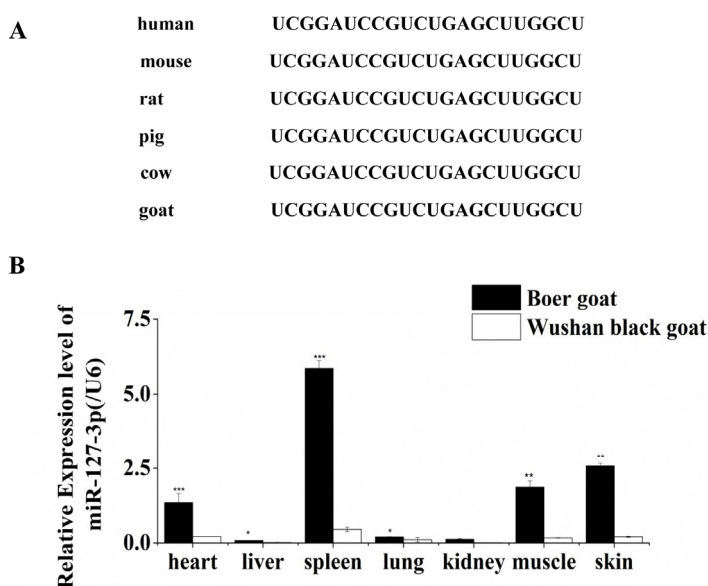 A
human UCGGAUCCGUCUGAGCUUGGCU
mouse UCGGAUCCGUCUGAGCUUGGCU
rat UCGGAUCCGUCUGAGCUUGGCU
pig UCGGAUCCGUCUGAGCUUGGCU
cow UCGGAUCCGUCUGAGCUUGGCU
goat UCGGAUCCGUCUGAGCUUGGCU
B
Boer goat
Wushan black goat
Relative Expression level of
miR-127-3p(/U6)
7.5
5.0
2.5
0.0
*** * *** * ** **
heart liver spleen lung kidney muscle skin